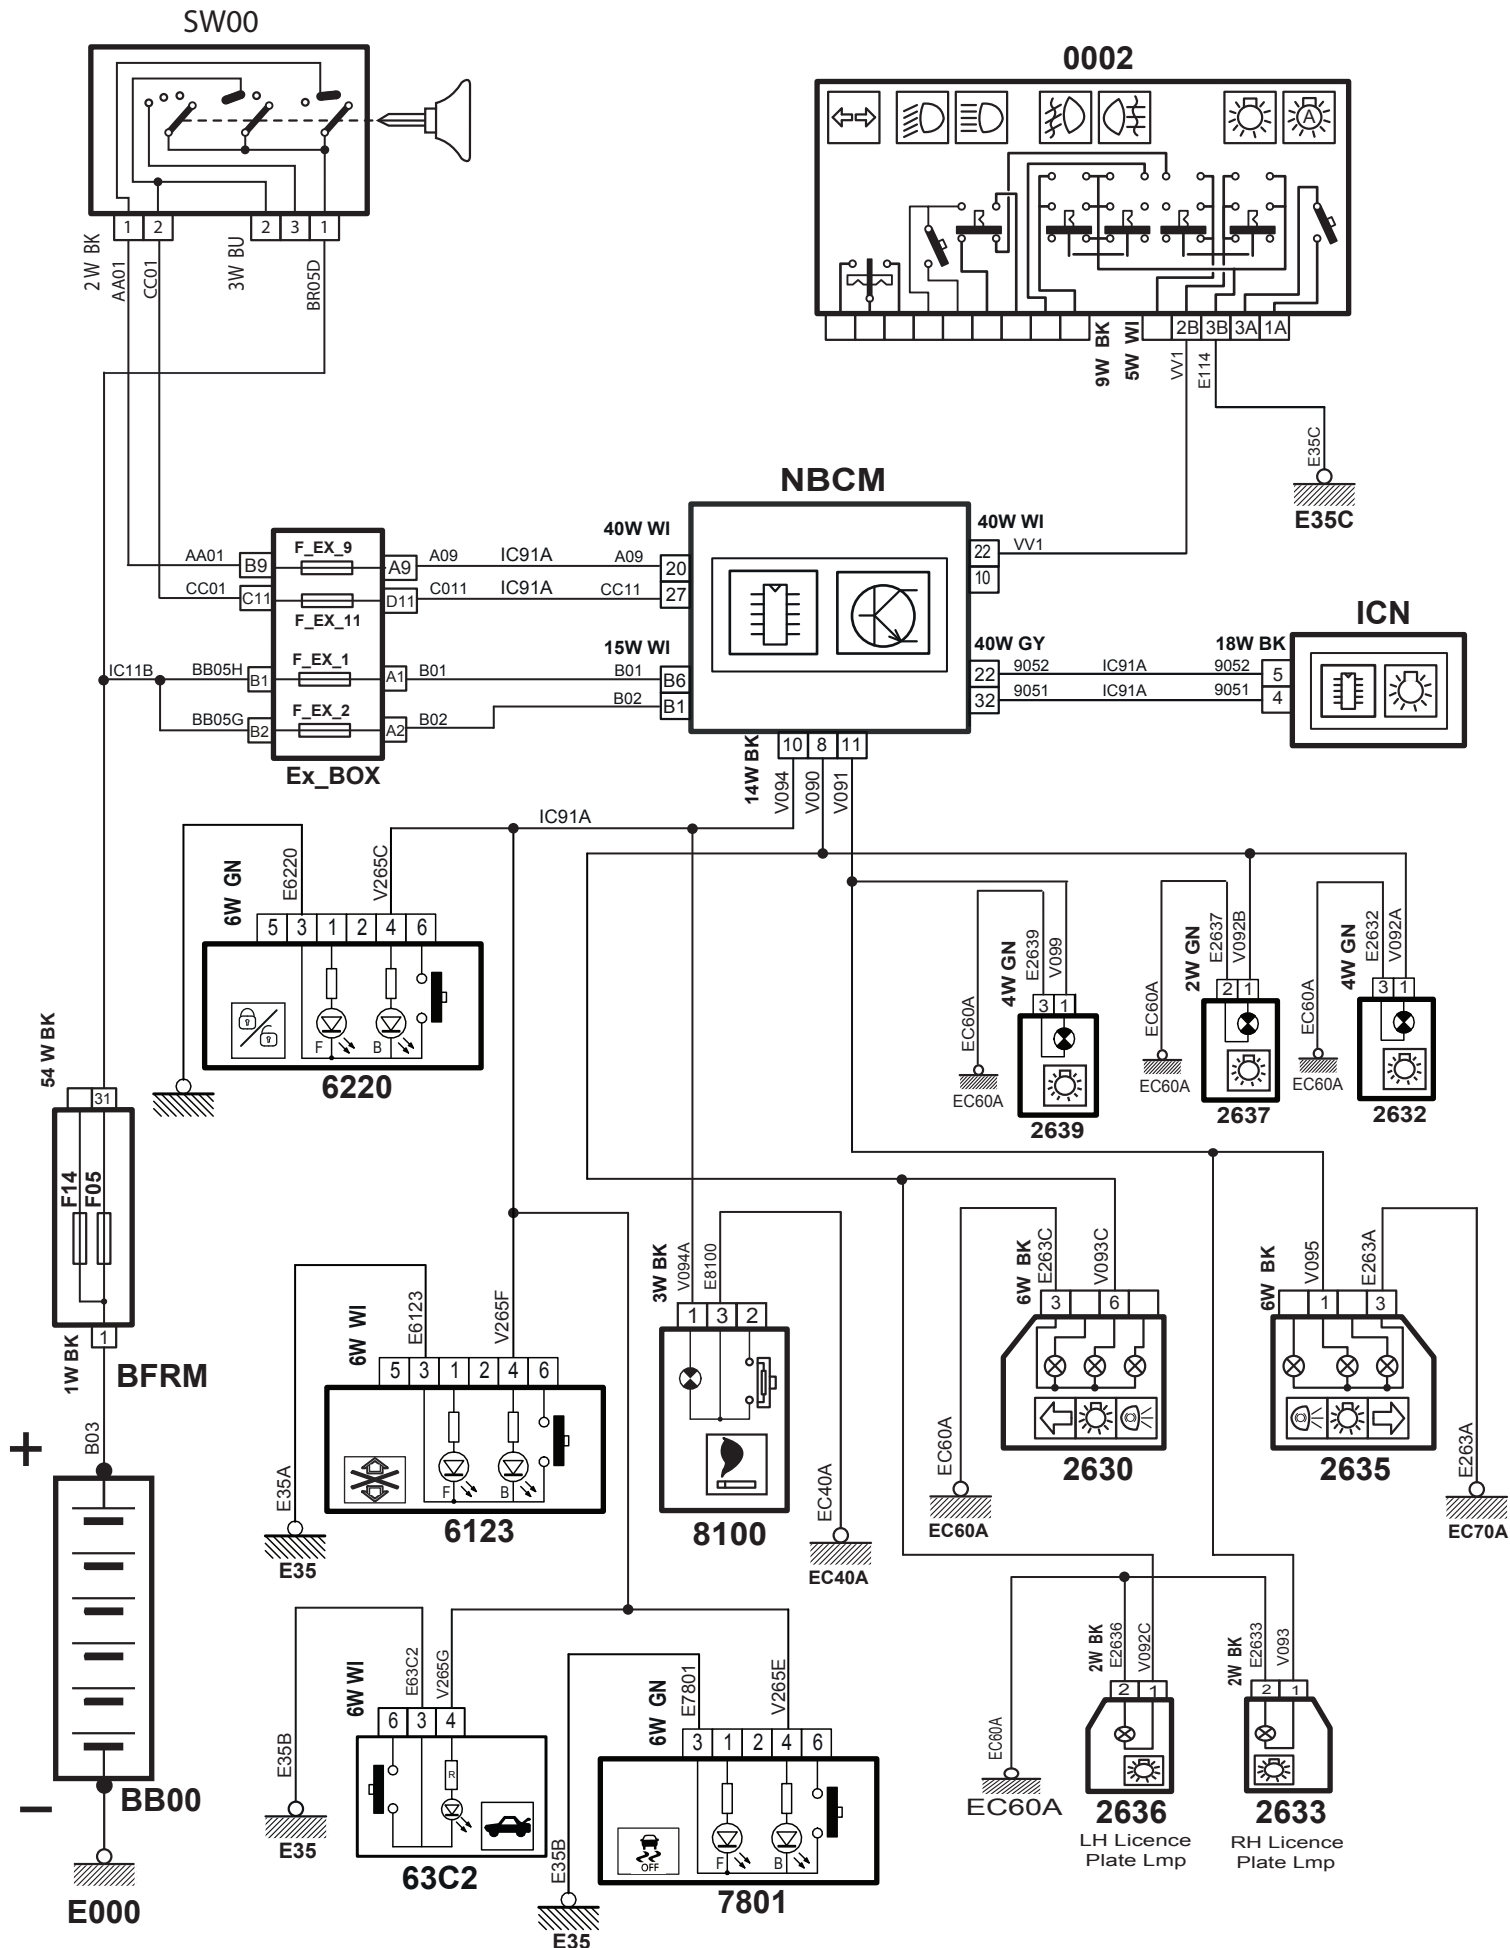 SW00
1
2
2
3
1
2 W BK
AA01
CC01
3W BU
BR05D
0002
A
2B
3B
3A
1A
9W BK
5W WI
VV1
E114
E35C
E35C
NBCM
40W WI
20
27
15W WI
B6
B1
40W WI
22
VV1
10
40W GY
22
9052
IC91A
9052
32
9051
IC91A
9051
ICN
18W BK
5
4
14W BK
10
8
11
V094
V090
V091
AA01
B9
F_EX_9
A9
A09
IC91A
A09
CC01
C11
F_EX_11
D11
C011
IC91A
CC11
IC11B
BB05H
B1
F_EX_1
A1
B01
B01
BB05G
B2
F_EX_2
A2
B02
B02
Ex_BOX
IC91A
6W GN
E6220
V265C
5
3
1
2
4
6
F
B
6220
EC60A
EC60A
4W GN
E2639
V099
3
1
2639
EC60A
EC60A
2W GN
E2637
V092B
2
1
2637
EC60A
EC60A
4W GN
E2632
V092A
3
1
2632
54 W BK
31
F14
F05
1
1W BK
BFRM
B03
+
−
BB00
E000
E35A
E35
6W WI
E6123
V265F
5
3
1
2
4
6
F
B
6123
3W BK
V094A
E8100
1
3
2
8100
EC40A
EC40A
EC60A
EC60A
6W BK
E263C
V093C
3
6
2630
6W BK
V095
E263A
1
3
2635
E263A
EC70A
E35B
E35
6W WI
E63C2
V265G
6
3
4
R
63C2
E35B
E35
6W GN
E7801
V265E
3
1
2
4
6
OFF
F
B
7801
EC60A
EC60A
2W BK
E2636
V092C
2
1
2636
LH Licence
Plate Lmp
2W BK
E2633
V093
2
1
2633
RH Licence
Plate Lmp